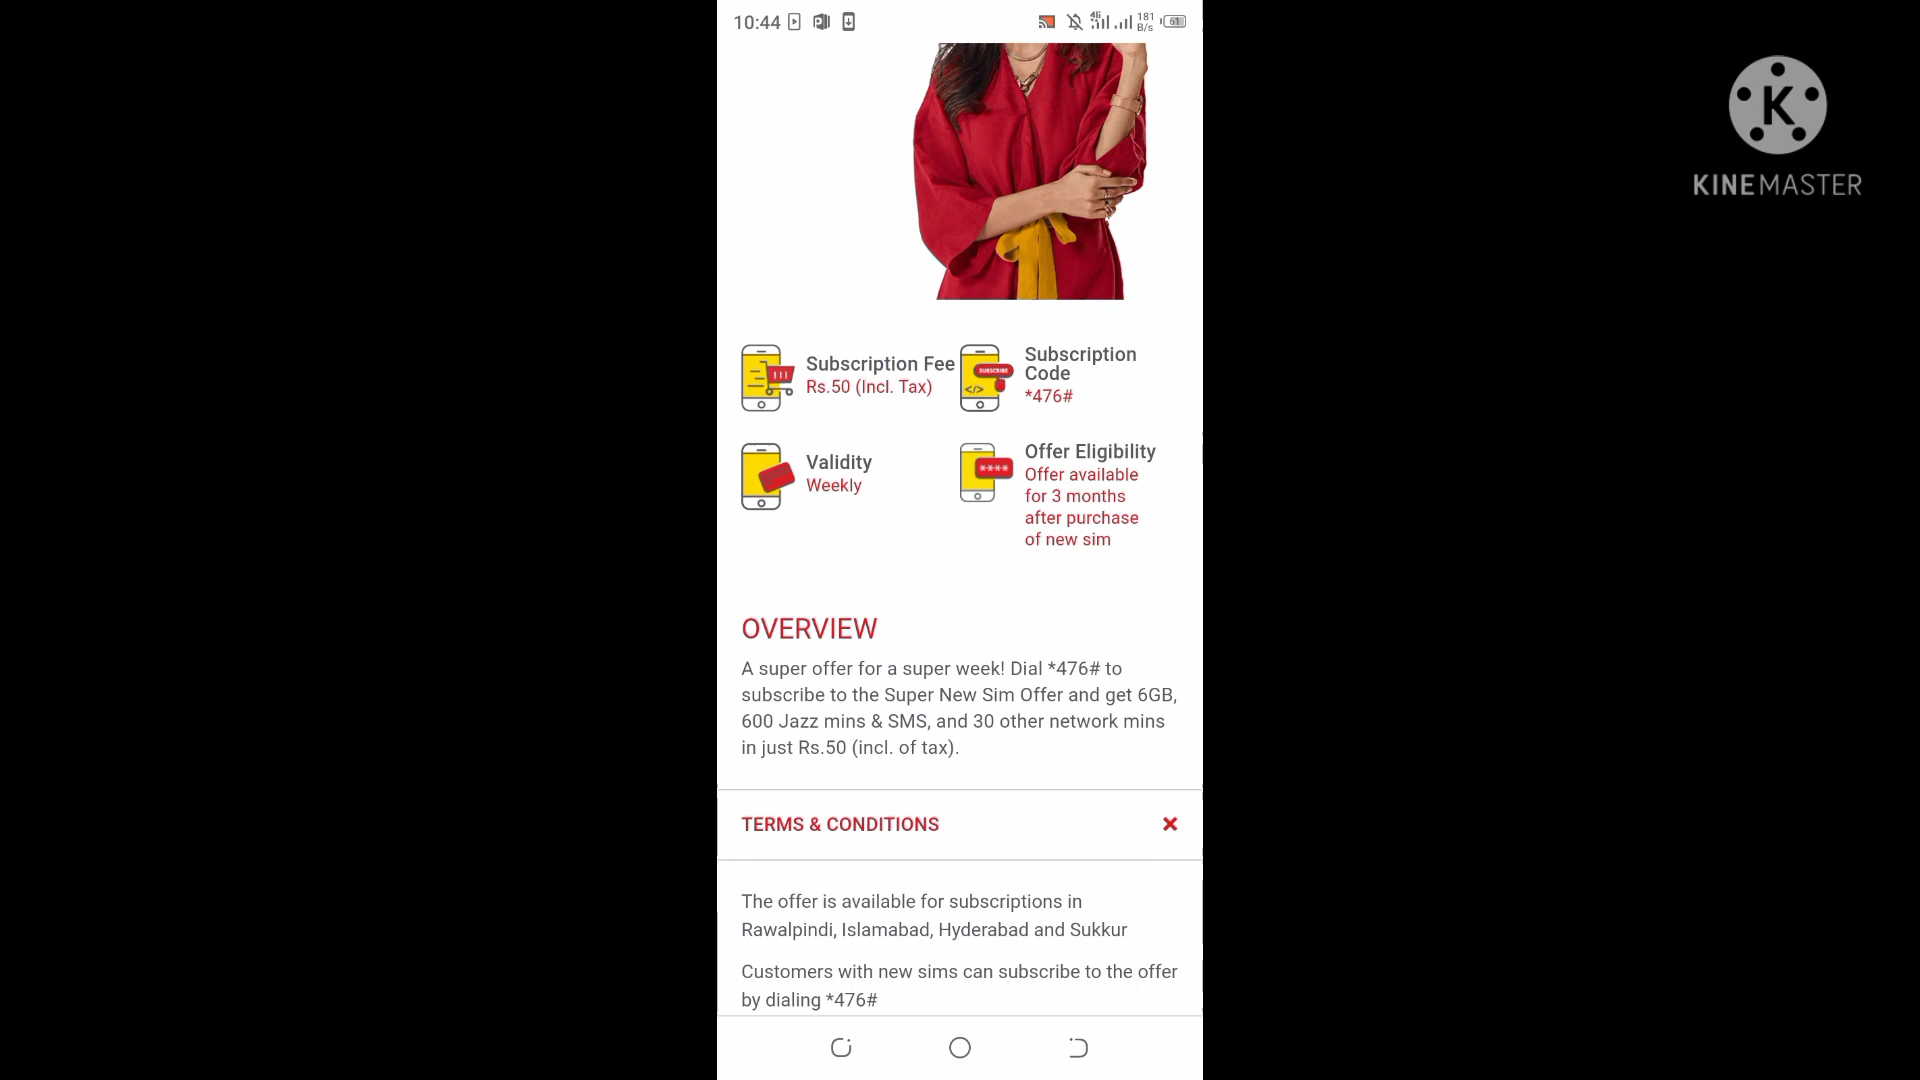 10:44
4G
181
B/s
61
K
KINEMASTER
Subscription Fee
Rs.50 (Incl. Tax)
SUBSCRIBE
</>
Subscription
Code
*476#
Validity
Weekly
****
Offer Eligibility
Offer available
for 3 months
after purchase
of new sim
OVERVIEW
A super offer for a super week! Dial *476# to
subscribe to the Super New Sim Offer and get 6GB,
600 Jazz mins & SMS, and 30 other network mins
in just Rs.50 (incl. of tax).
TERMS & CONDITIONS
The offer is available for subscriptions in
Rawalpindi, Islamabad, Hyderabad and Sukkur
Customers with new sims can subscribe to the offer
by dialing *476#